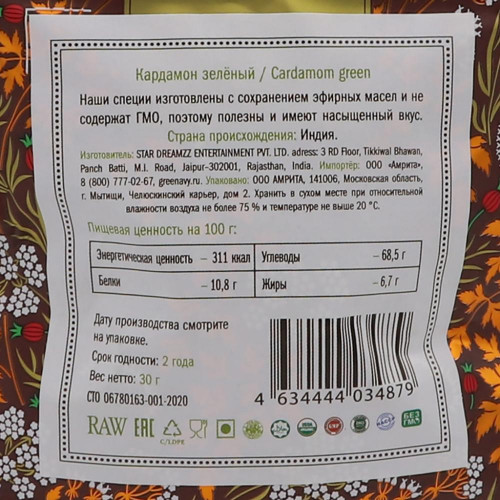 Кардамон зелёный / Cardamom green
Наши специи изготовлены с сохранением эфирных масел и не
содержат ГМО, поэтому полезны и имеют насыщенный вкус.
Страна происхождения: Индия.
Изготовитель: STAR DREAMZZ ENTERTAINMENT PVT. LTD. adress: 3 RD Floor, Tikkiwal Bhawan,
Panch Batti, M.I. Road, Jaipur-302001, Rajasthan, India. Импортёр: ООО «Амрита»,
8 (800) 777-02-67, greenavy.ru. Упаковано: ООО АМРИТА, 141006, Московская область,
г. Мытищи, Челюскинский карьер, дом 2. Хранить в сухом месте при относительной
влажности воздуха не более 75 % и температуре не выше 20 °С.
Пищевая ценность на 100 г:
Энергетическая ценность – 311 ккал Углеводы – 68,5 г
Белки – 10,8 г Жиры – 6,7 г
Дату производства смотрите
на упаковке.
Срок годности: 2 года
Вес нетто: 30 г
СТО 06780163-001-2020
4 634444 034879
RAW EAC C/LDPE БЕЗ ГМО